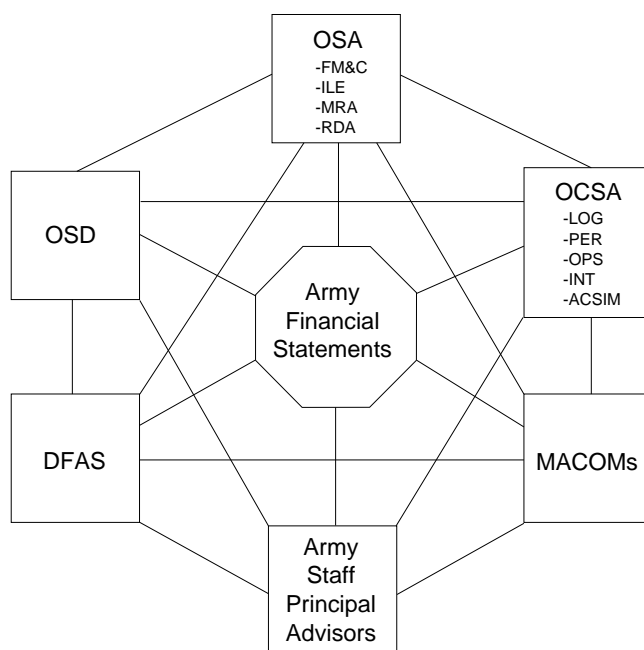 OSA
-FM&C
-ILE
-MRA
-RDA
OSD
OCSA
-LOG
-PER
-OPS
-INT
-ACSIM
Army
Financial
Statements
DFAS
MACOMs
Army
Staff
Principal
Advisors